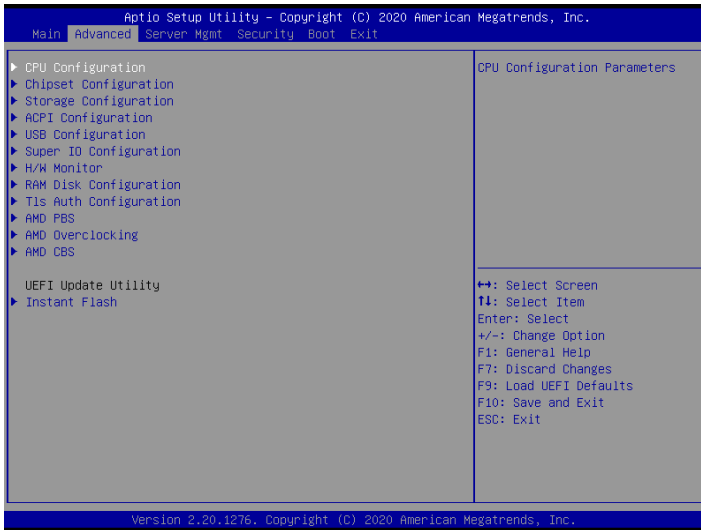 Aptio Setup Utility – Copyright (C) 2020 American Megatrends, Inc.
Main Advanced Server Mgmt Security Boot Exit
▶ CPU Configuration
▶ Chipset Configuration
▶ Storage Configuration
▶ ACPI Configuration
▶ USB Configuration
▶ Super IO Configuration
▶ H/W Monitor
▶ RAM Disk Configuration
▶ Tls Auth Configuration
▶ AMD PBS
▶ AMD Overclocking
▶ AMD CBS
UEFI Update Utility
▶ Instant Flash
CPU Configuration Parameters
↔: Select Screen
↑↓: Select Item
Enter: Select
+/-: Change Option
F1: General Help
F7: Discard Changes
F9: Load UEFI Defaults
F10: Save and Exit
ESC: Exit
Version 2.20.1276. Copyright (C) 2020 American Megatrends, Inc.